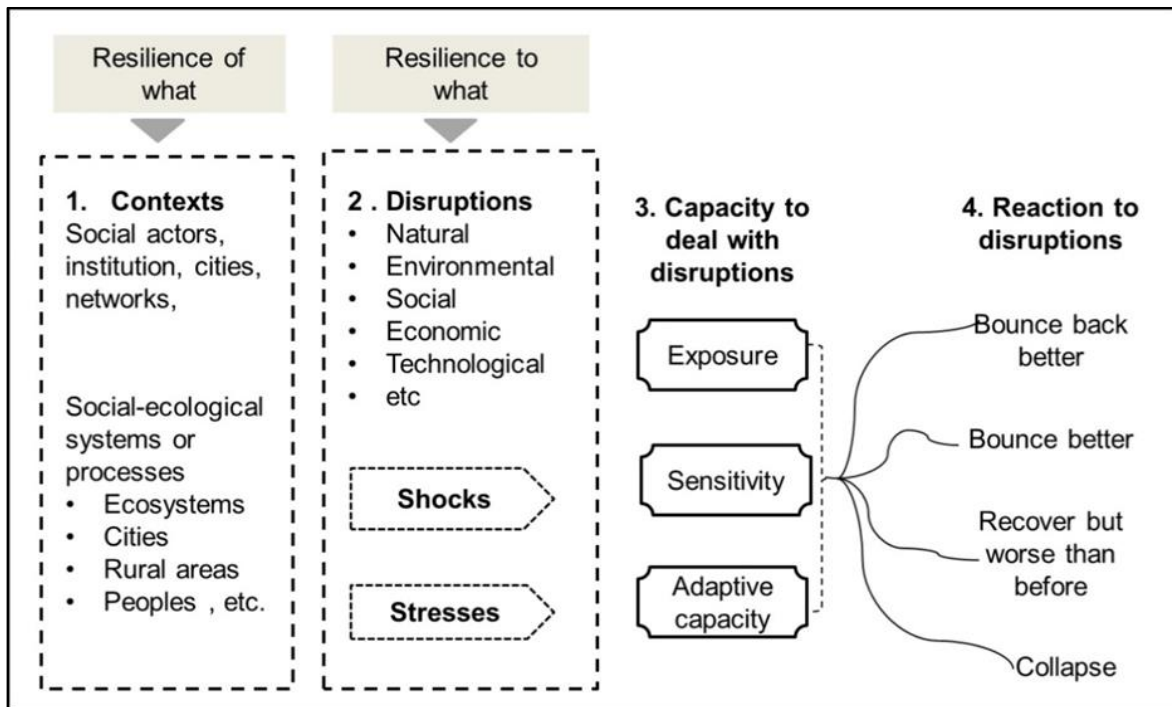 Resilience of
what
Resilience to
what
1. Contexts
Social actors,
institution, cities,
networks,
Social-ecological
systems or
processes
• Ecosystems
• Cities
• Rural areas
• Peoples , etc.
2 . Disruptions
• Natural
• Environmental
• Social
• Economic
• Technological
• etc
Shocks
Stresses
3. Capacity to
deal with
disruptions
Exposure
Sensitivity
Adaptive
capacity
4. Reaction to
disruptions
Bounce back
better
Bounce better
Recover but
worse than
before
Collapse